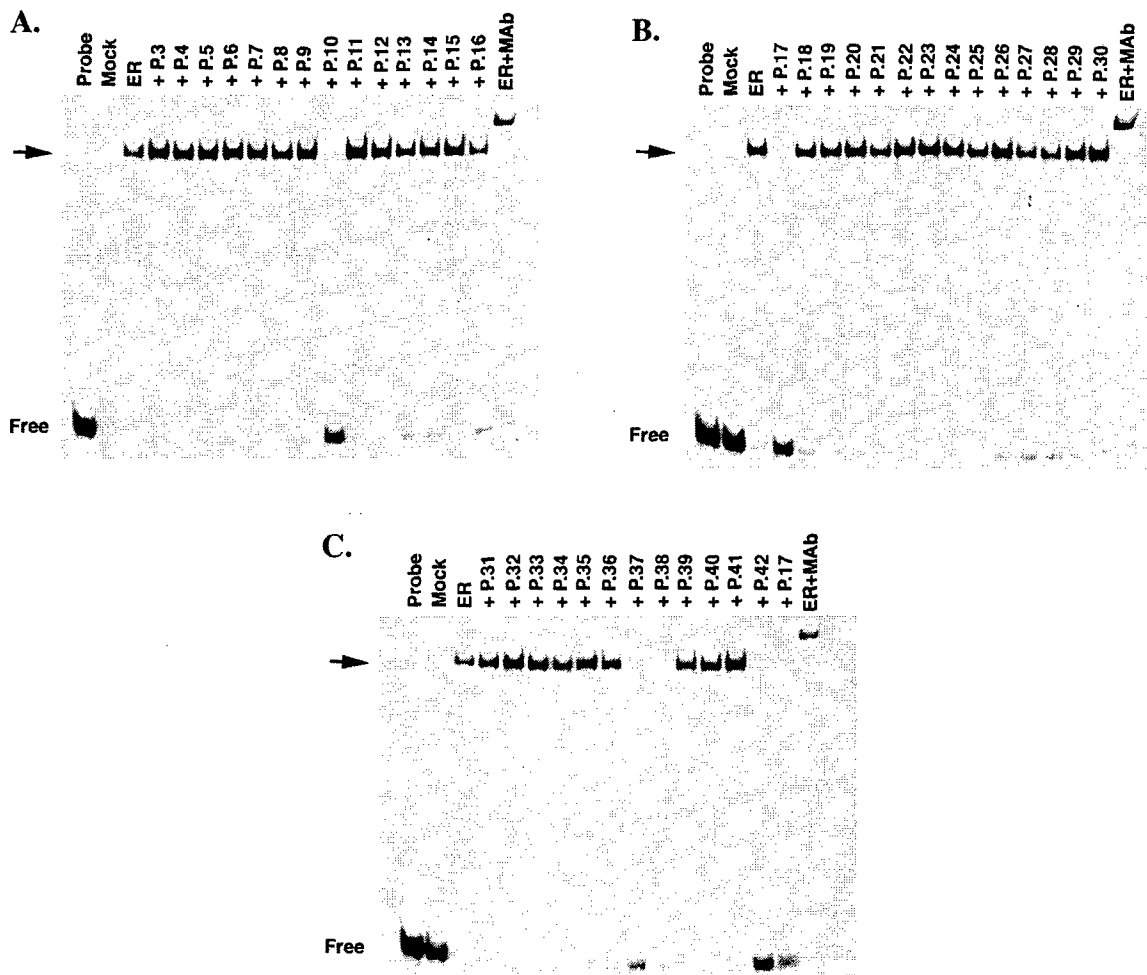 A.
Probe
Mock
ER
+ P.3
+ P.4
+ P.5
+ P.6
+ P.7
+ P.8
+ P.9
+ P.10
+ P.11
+ P.12
+ P.13
+ P.14
+ P.15
+ P.16
ER+MAb
Free
B.
Probe
Mock
ER
+ P.17
+ P.18
+ P.19
+ P.20
+ P.21
+ P.22
+ P.23
+ P.24
+ P.25
+ P.26
+ P.27
+ P.28
+ P.29
+ P.30
ER+MAb
Free
C.
Probe
Mock
ER
+ P.31
+ P.32
+ P.33
+ P.34
+ P.35
+ P.36
+ P.37
+ P.38
+ P.39
+ P.40
+ P.41
+ P.42
+ P.17
ER+MAb
Free